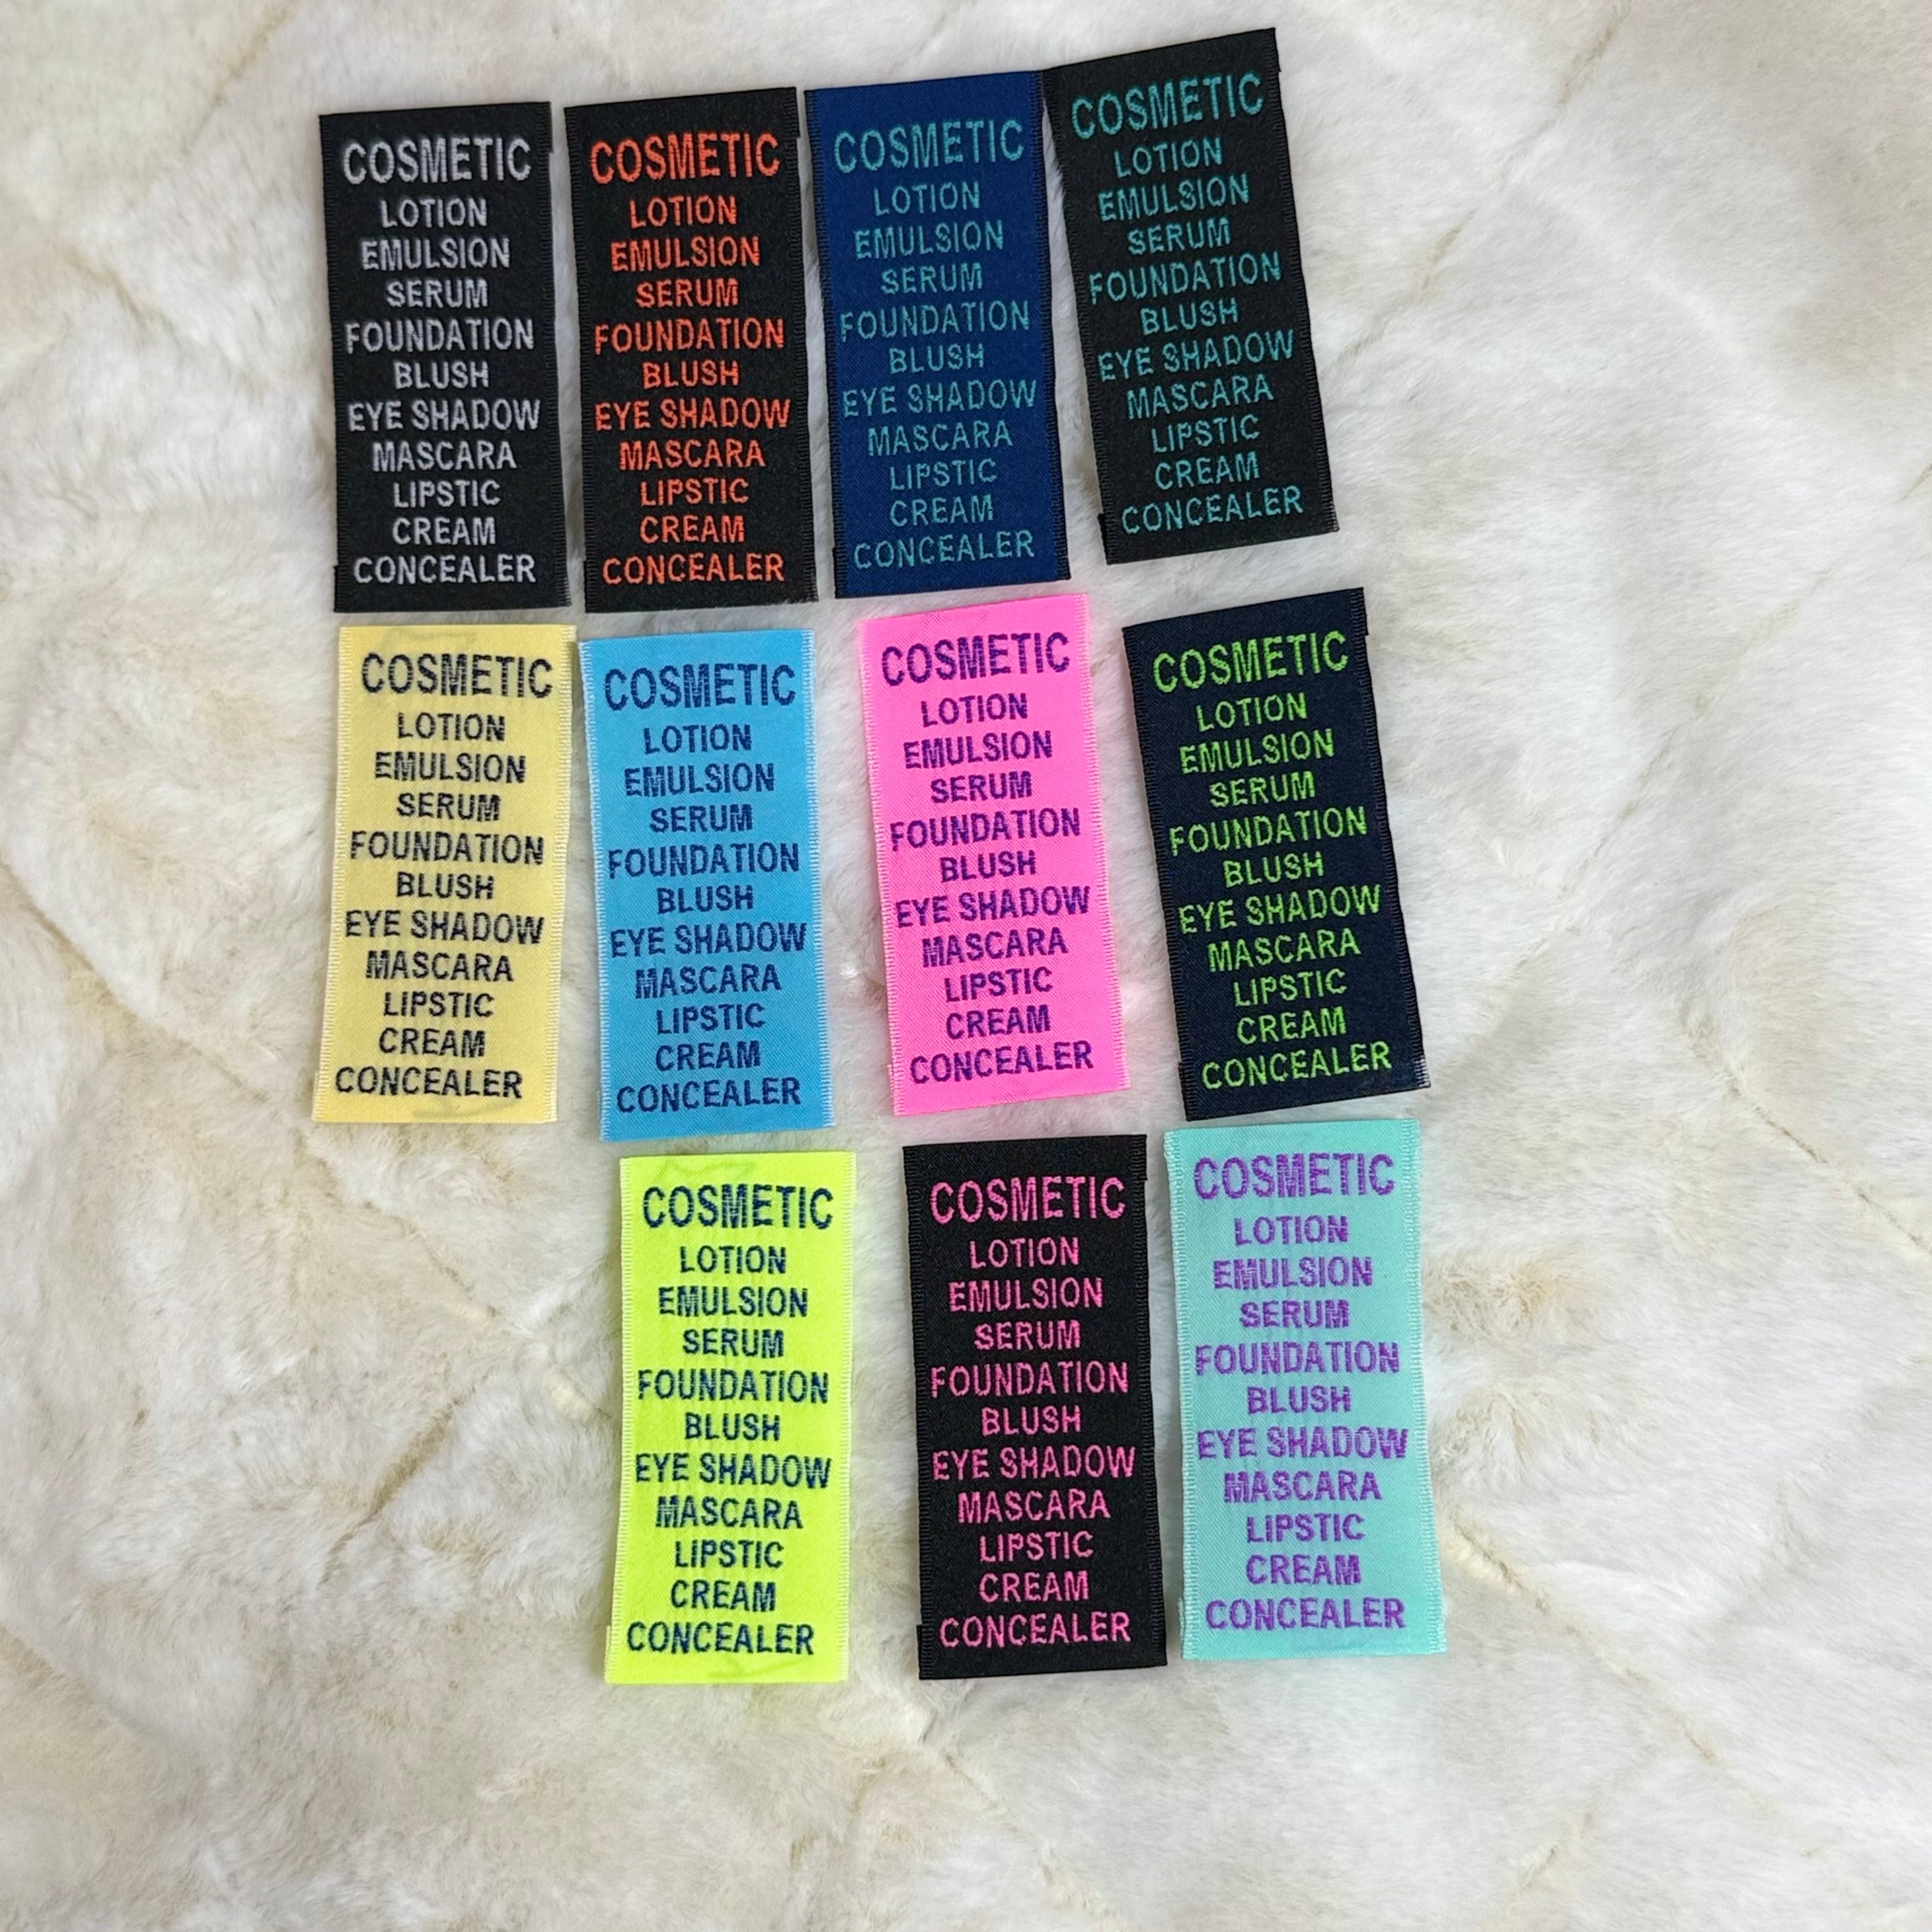 COSMETIC
LOTION
EMULSION
SERUM
FOUNDATION
BLUSH
EYE SHADOW
MASCARA
LIPSTIC
CREAM
CONCEALER
COSMETIC
LOTION
EMULSION
SERUM
FOUNDATION
BLUSH
EYE SHADOW
MASCARA
LIPSTIC
CREAM
CONCEALER
COSMETIC
LOTION
EMULSION
SERUM
FOUNDATION
BLUSH
EYE SHADOW
MASCARA
LIPSTIC
CREAM
CONCEALER
COSMETIC
LOTION
EMULSION
SERUM
FOUNDATION
BLUSH
EYE SHADOW
MASCARA
LIPSTIC
CREAM
CONCEALER
COSMETIC
LOTION
EMULSION
SERUM
FOUNDATION
BLUSH
EYE SHADOW
MASCARA
LIPSTIC
CREAM
CONCEALER
COSMETIC
LOTION
EMULSION
SERUM
FOUNDATION
BLUSH
EYE SHADOW
MASCARA
LIPSTIC
CREAM
CONCEALER
COSMETIC
LOTION
EMULSION
SERUM
FOUNDATION
BLUSH
EYE SHADOW
MASCARA
LIPSTIC
CREAM
CONCEALER
COSMETIC
LOTION
EMULSION
SERUM
FOUNDATION
BLUSH
EYE SHADOW
MASCARA
LIPSTIC
CREAM
CONCEALER
COSMETIC
LOTION
EMULSION
SERUM
FOUNDATION
BLUSH
EYE SHADOW
MASCARA
LIPSTIC
CREAM
CONCEALER
COSMETIC
LOTION
EMULSION
SERUM
FOUNDATION
BLUSH
EYE SHADOW
MASCARA
LIPSTIC
CREAM
CONCEALER
COSMETIC
LOTION
EMULSION
SERUM
FOUNDATION
BLUSH
EYE SHADOW
MASCARA
LIPSTIC
CREAM
CONCEALER